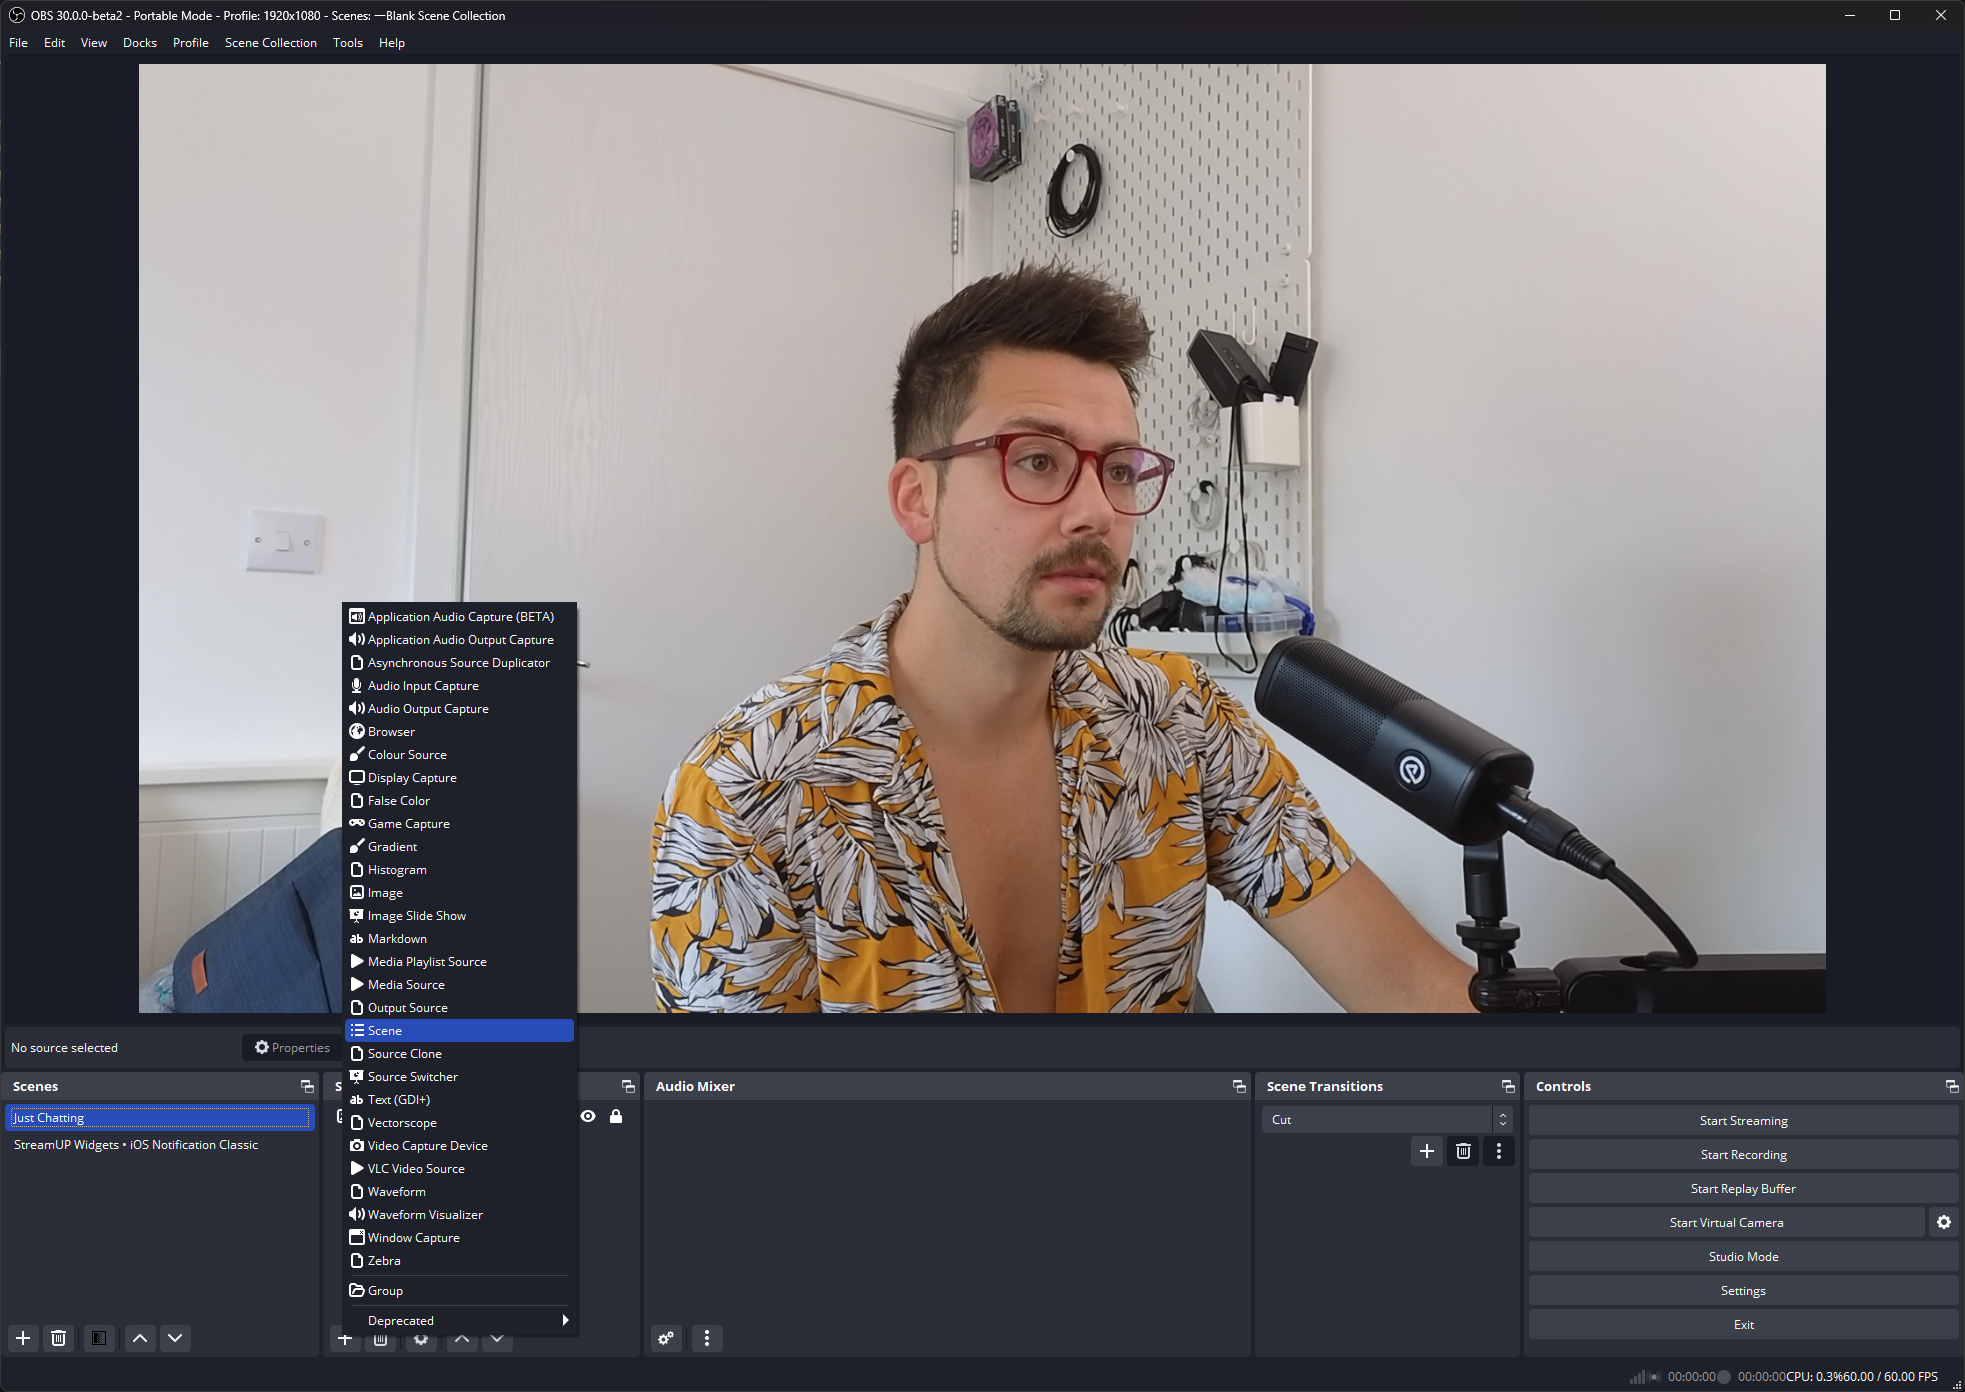 OBS 30.0.0-beta2 - Portable Mode - Profile: 1920x1080 - Scenes: —Blank Scene Collection
File Edit View Docks Profile Scene Collection Tools Help
Application Audio Capture (BETA)
Application Audio Output Capture
Asynchronous Source Duplicator
Audio Input Capture
Audio Output Capture
Browser
Colour Source
Display Capture
False Color
Game Capture
Gradient
Histogram
Image
Image Slide Show
ab Markdown
Media Playlist Source
Media Source
Output Source
Scene
Source Clone
Source Switcher
ab Text (GDI+)
Vectorscope
Video Capture Device
VLC Video Source
Waveform
Waveform Visualizer
Window Capture
Zebra
Group
Deprecated
No source selected
Properties
Scenes
Just Chatting
StreamUP Widgets • iOS Notification Classic
S
Audio Mixer
Scene Transitions
Cut
Controls
Start Streaming
Start Recording
Start Replay Buffer
Start Virtual Camera
Studio Mode
Settings
Exit
00:00:00 00:00:00 CPU: 0.3% 60.00 / 60.00 FPS